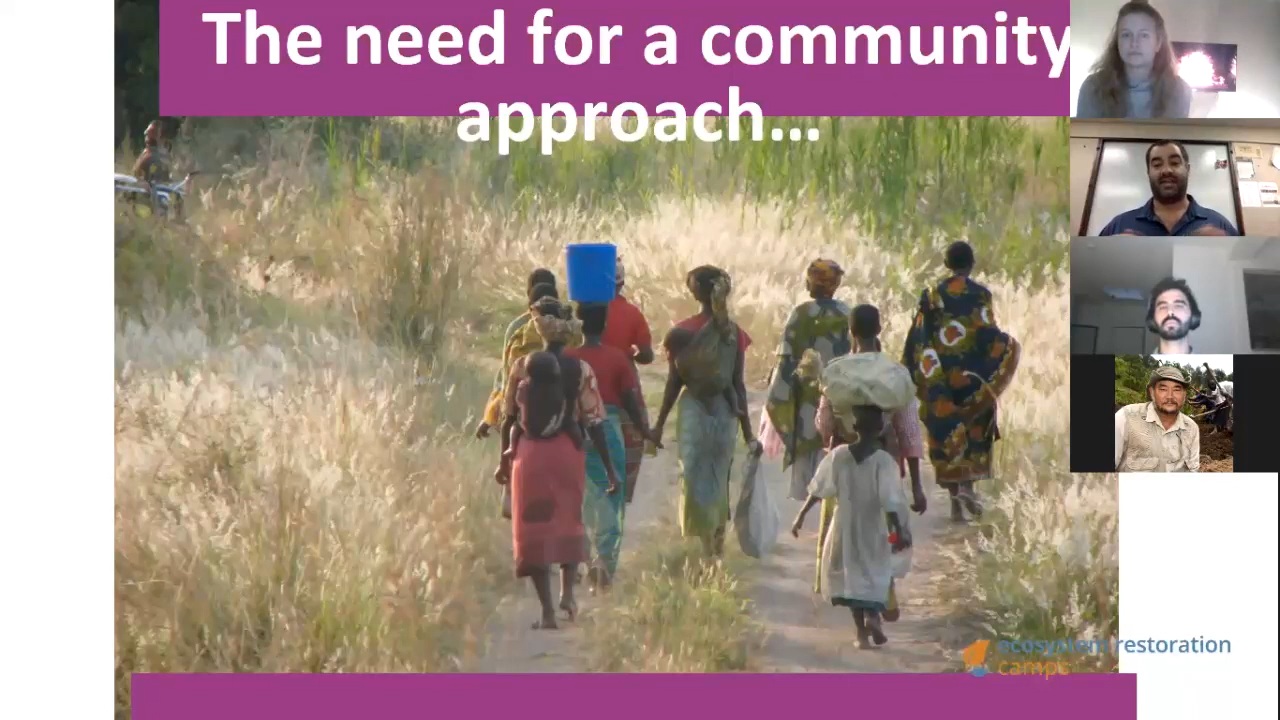 The need for a community
approach...
ecosystem restoration
camps